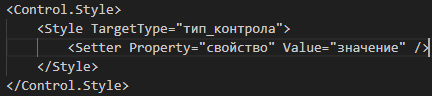 <Control.Style>
<Style TargetType="тип_контрола">
<Setter Property="свойство" Value="значение" />
</Style>
</Control.Style>